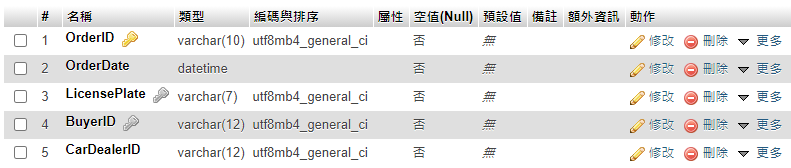 # 名稱 類型 編碼與排序 屬性 空值(Null) 預設值 備註 額外資訊 動作
1 OrderID varchar(10) utf8mb4_general_ci 否 無 修改 刪除 更多
2 OrderDate datetime 否 無 修改 刪除 更多
3 LicensePlate varchar(7) utf8mb4_general_ci 否 無 修改 刪除 更多
4 BuyerID varchar(12) utf8mb4_general_ci 否 無 修改 刪除 更多
5 CarDealerID varchar(12) utf8mb4_general_ci 否 無 修改 刪除 更多